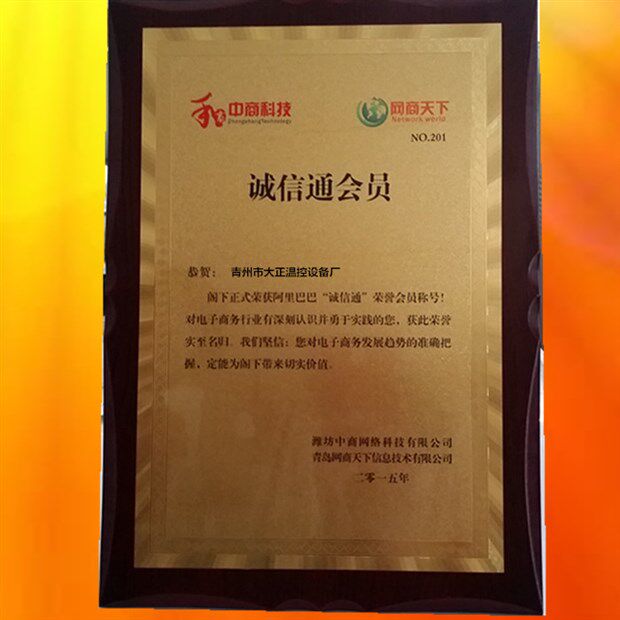 中商科技
ZhongshangTechnology
网商天下
Network world
NO.201
诚信通会员
恭贺： 青州市大正温控设备厂
阁下正式荣获阿里巴巴“诚信通”荣誉会员称号！
对电子商务行业有深刻认识并勇于实践的您，获此荣誉
实至名归。我们坚信：您对电子商务发展趋势的准确把
握，定能为阁下带来切实价值。
潍坊中商网络科技有限公司
青岛网商天下信息技术有限公司
二零一五年